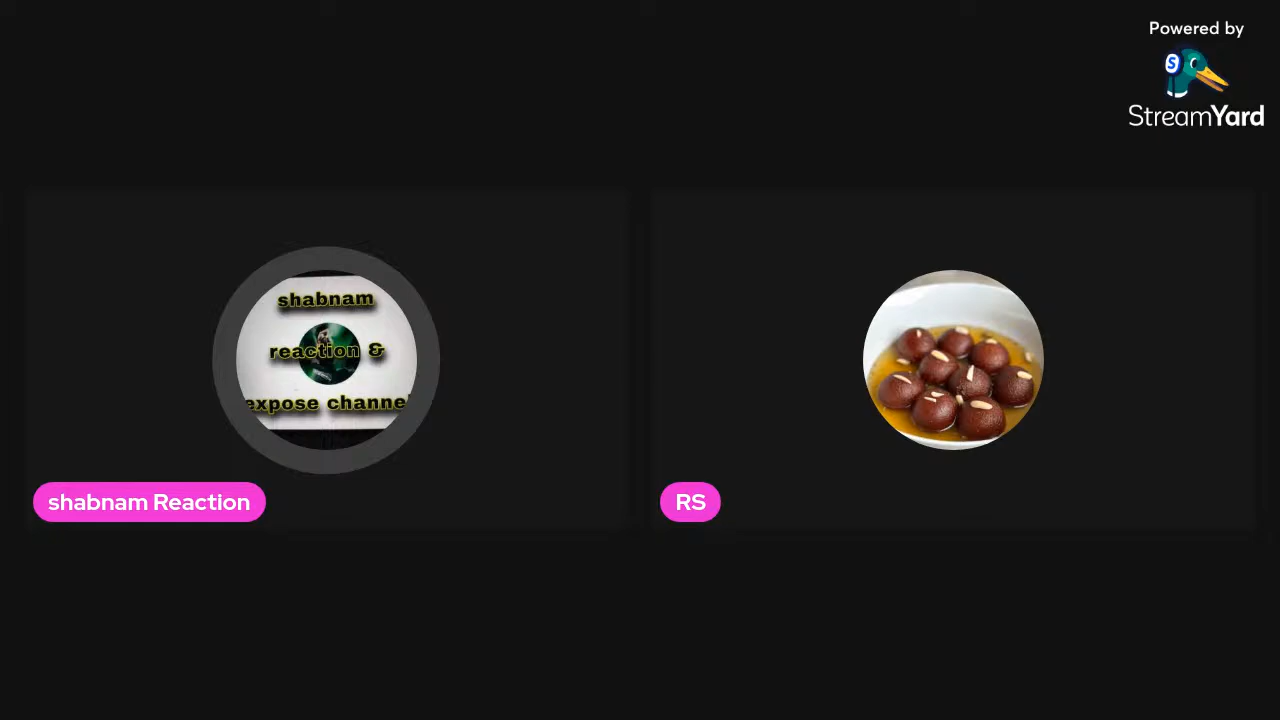 Powered by
S
StreamYard
shabnam
reaction &
expose channel
shabnam Reaction
RS